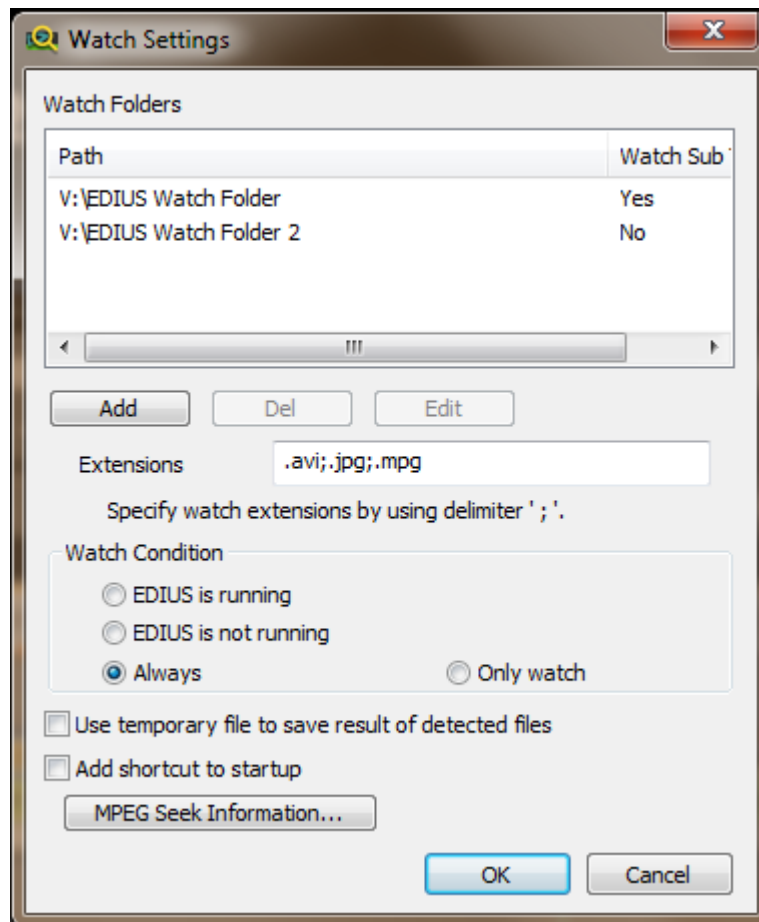 Watch Settings
Watch Folders
Path Watch Sub
V:\EDIUS Watch Folder Yes
V:\EDIUS Watch Folder 2 No
Add Del Edit
Extensions .avi;.jpg;.mpg
Specify watch extensions by using delimiter ' ; '.
Watch Condition
EDIUS is running
EDIUS is not running
Always Only watch
Use temporary file to save result of detected files
Add shortcut to startup
MPEG Seek Information...
OK Cancel